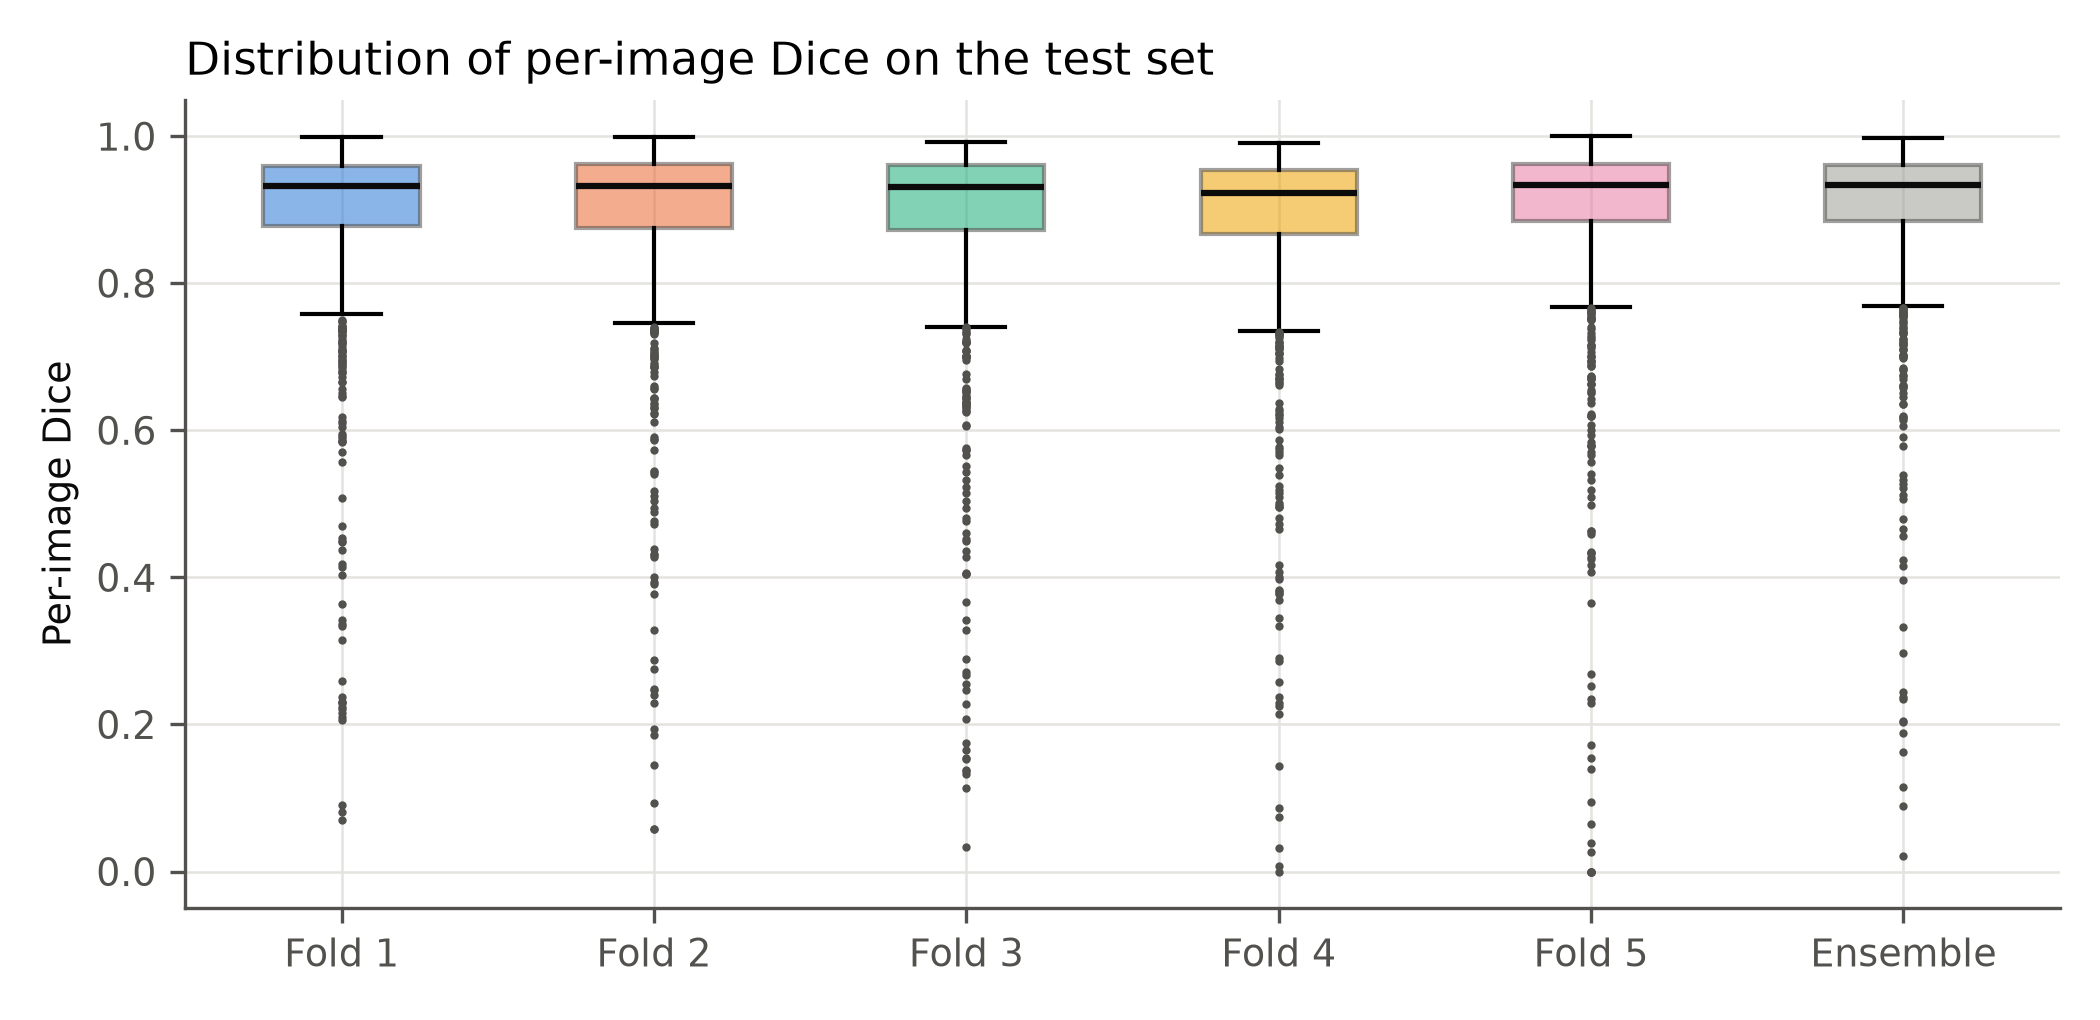 Distribution of per-image Dice on the test set
Per-image Dice
1.0
0.8
0.6
0.4
0.2
0.0
Fold 1 Fold 2 Fold 3 Fold 4 Fold 5 Ensemble